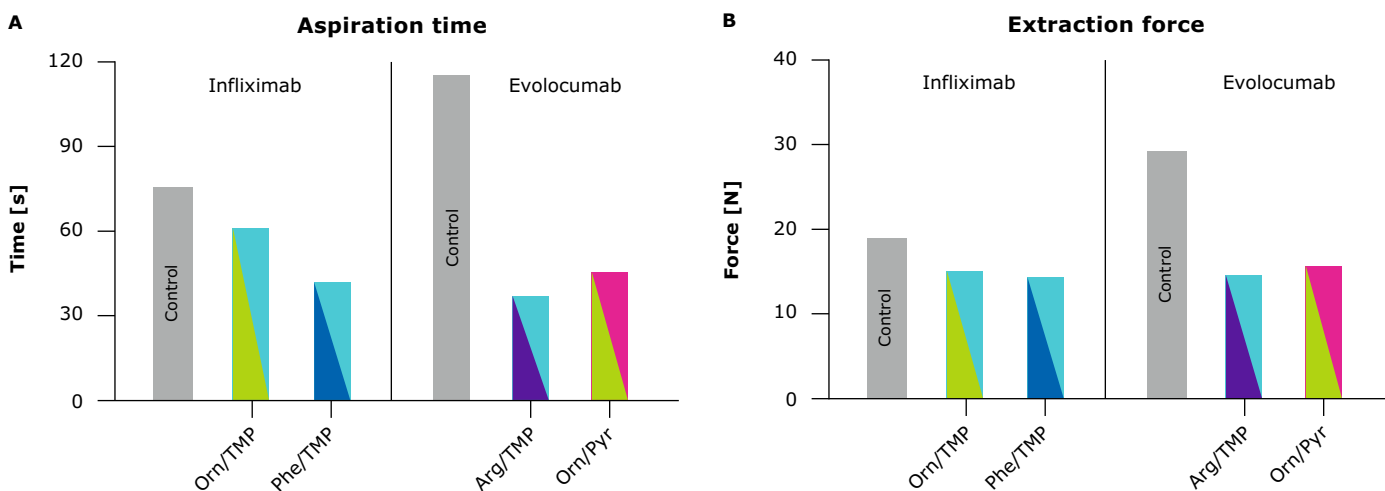 A
Aspiration time
Time [s]
120
90
60
30
0
Infliximab
Evolocumab
Control
Control
Orn/TMP
Phe/TMP
Arg/TMP
Orn/Pyr
B
Extraction force
Force [N]
40
30
20
10
0
Infliximab
Evolocumab
Control
Control
Orn/TMP
Phe/TMP
Arg/TMP
Orn/Pyr